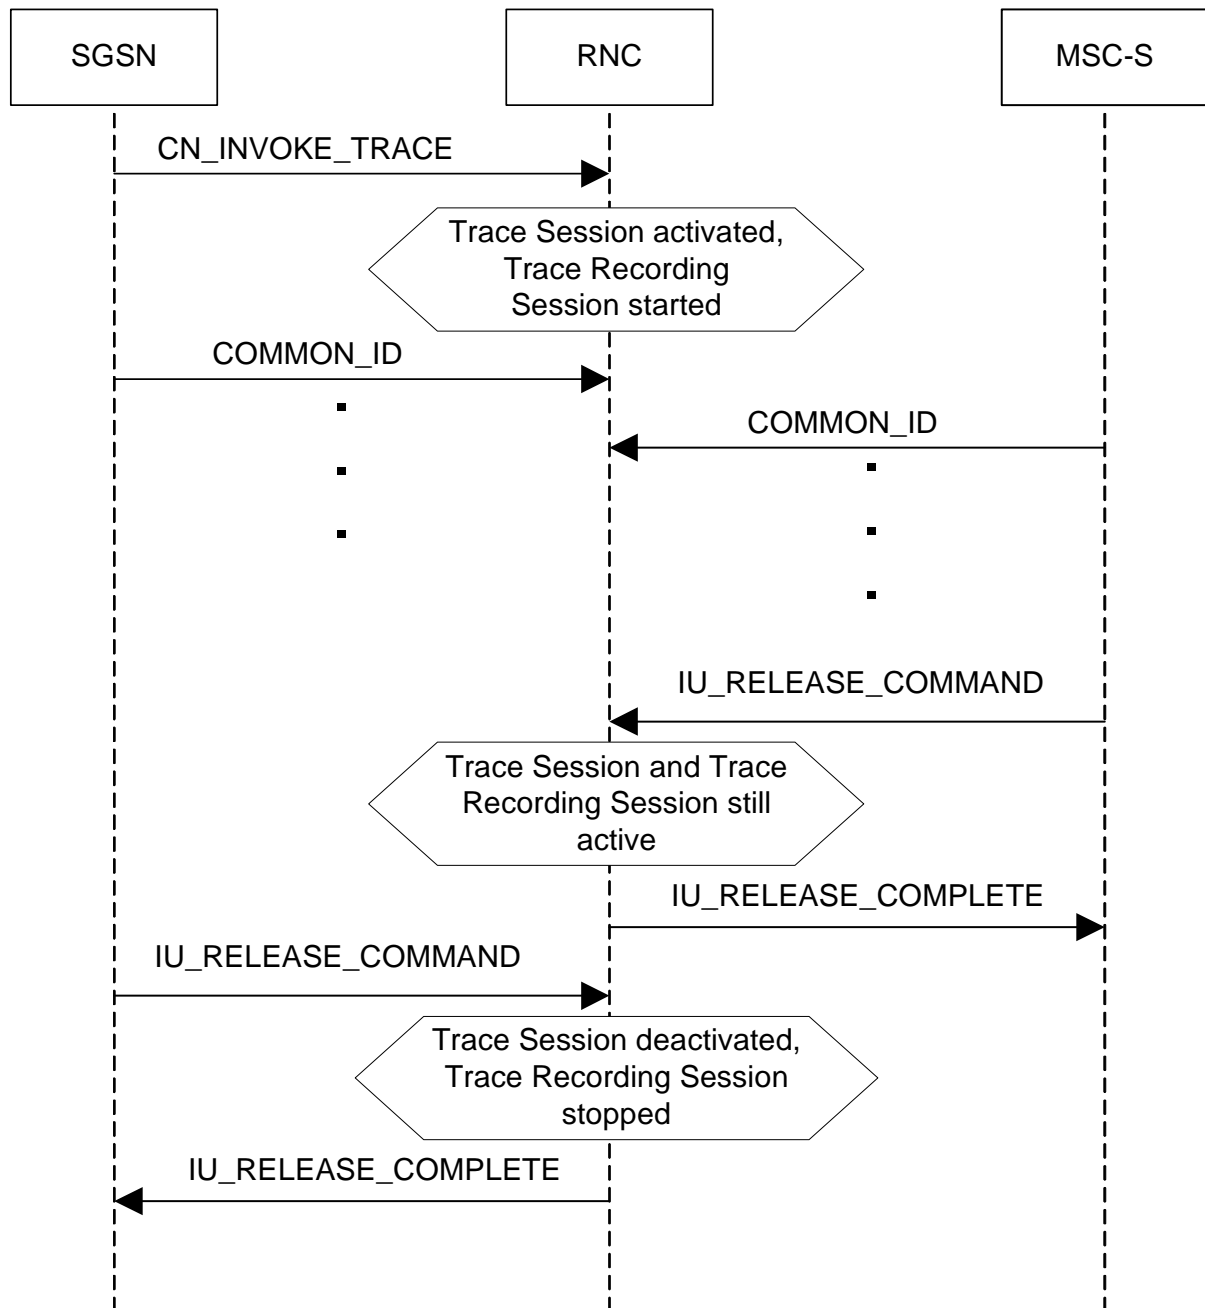 SGSN
RNC
MSC-S
CN_INVOKE_TRACE
Trace Session activated,
Trace Recording
Session started
COMMON_ID
COMMON_ID
IU_RELEASE_COMMAND
Trace Session and Trace
Recording Session still
active
IU_RELEASE_COMPLETE
IU_RELEASE_COMMAND
Trace Session deactivated,
Trace Recording Session
stopped
IU_RELEASE_COMPLETE